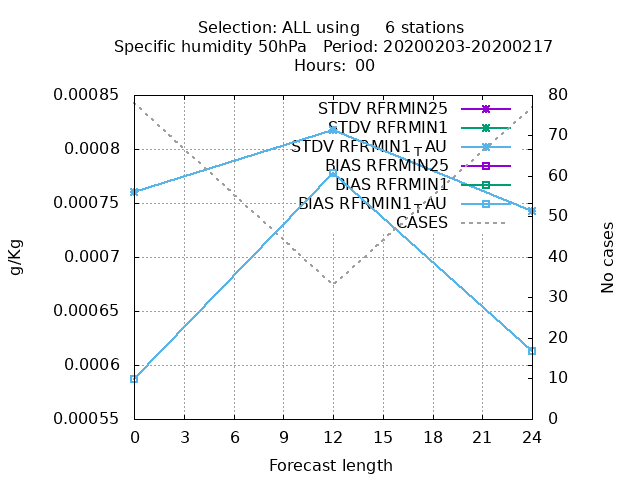 Selection: ALL using     6 stations
Specific humidity 50hPa   Period: 20200203-20200217
Hours:  00
0.00085
0.0008
0.00075
0.0007
0.00065
0.0006
0.00055
g/Kg
80
70
60
50
40
30
20
10
0
No cases
STDV RFRMIN25
STDV RFRMIN1
STDV RFRMIN1_AU
BIAS RFRMIN25
BIAS RFRMIN1
BIAS RFRMIN1_AU
CASES
0 3 6 9 12 15 18 21 24
Forecast length